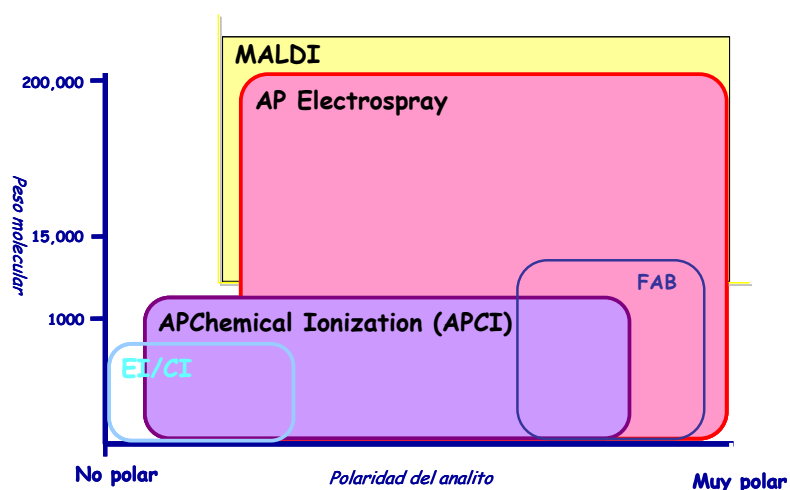 MALDI
200,000
AP Electrospray
Peso molecular
15,000
FAB
1000
APChemical Ionization (APCI)
EI/CI
No polar
Polaridad del analito
Muy polar